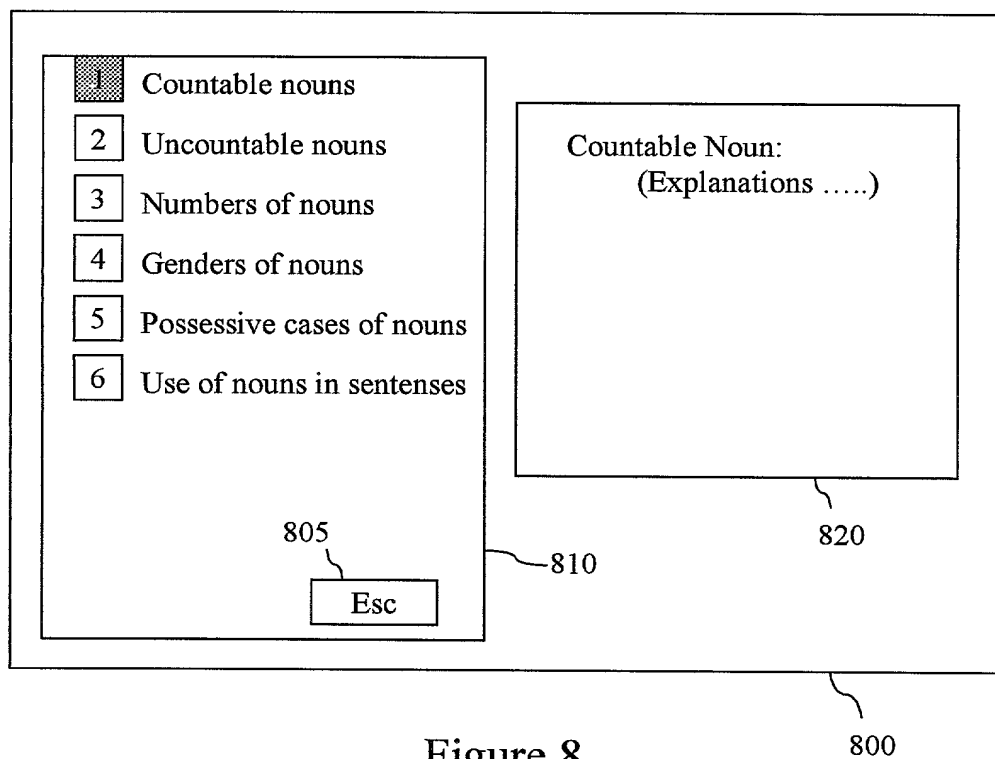 1 Countable nouns
2 Uncountable nouns
3 Numbers of nouns
4 Genders of nouns
5 Possessive cases of nouns
6 Use of nouns in sentenses
805
Esc
810
Countable Noun:
(Explanations .....)
820
800
Figure 8